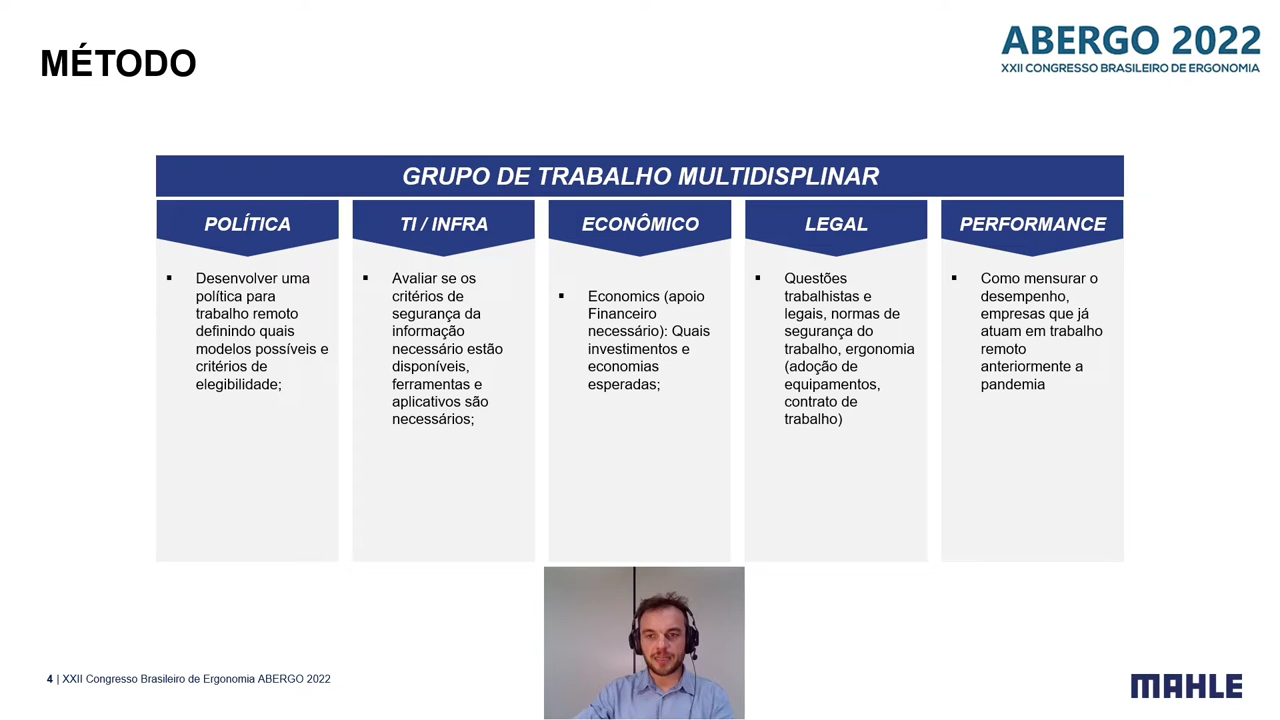 MÉTODO
ABERGO 2022
XXII CONGRESSO BRASILEIRO DE ERGONOMIA
GRUPO DE TRABALHO MULTIDISPLINAR
POLÍTICA
Desenvolver uma
política para
trabalho remoto
definindo quais
modelos possíveis e
critérios de
elegibilidade;
TI / INFRA
Avaliar se os
critérios de
segurança da
informação
necessário estão
disponíveis,
ferramentas e
aplicativos são
necessários;
ECONÔMICO
Economics (apoio
Financeiro
necessário): Quais
investimentos e
economias
esperadas;
LEGAL
Questões
trabalhistas e
legais, normas de
segurança do
trabalho, ergonomia
(adoção de
equipamentos,
contrato de
trabalho)
PERFORMANCE
Como mensurar o
desempenho,
empresas que já
atuam em trabalho
remoto
anteriormente a
pandemia
4 | XXII Congresso Brasileiro de Ergonomia ABERGO 2022
MAHLE